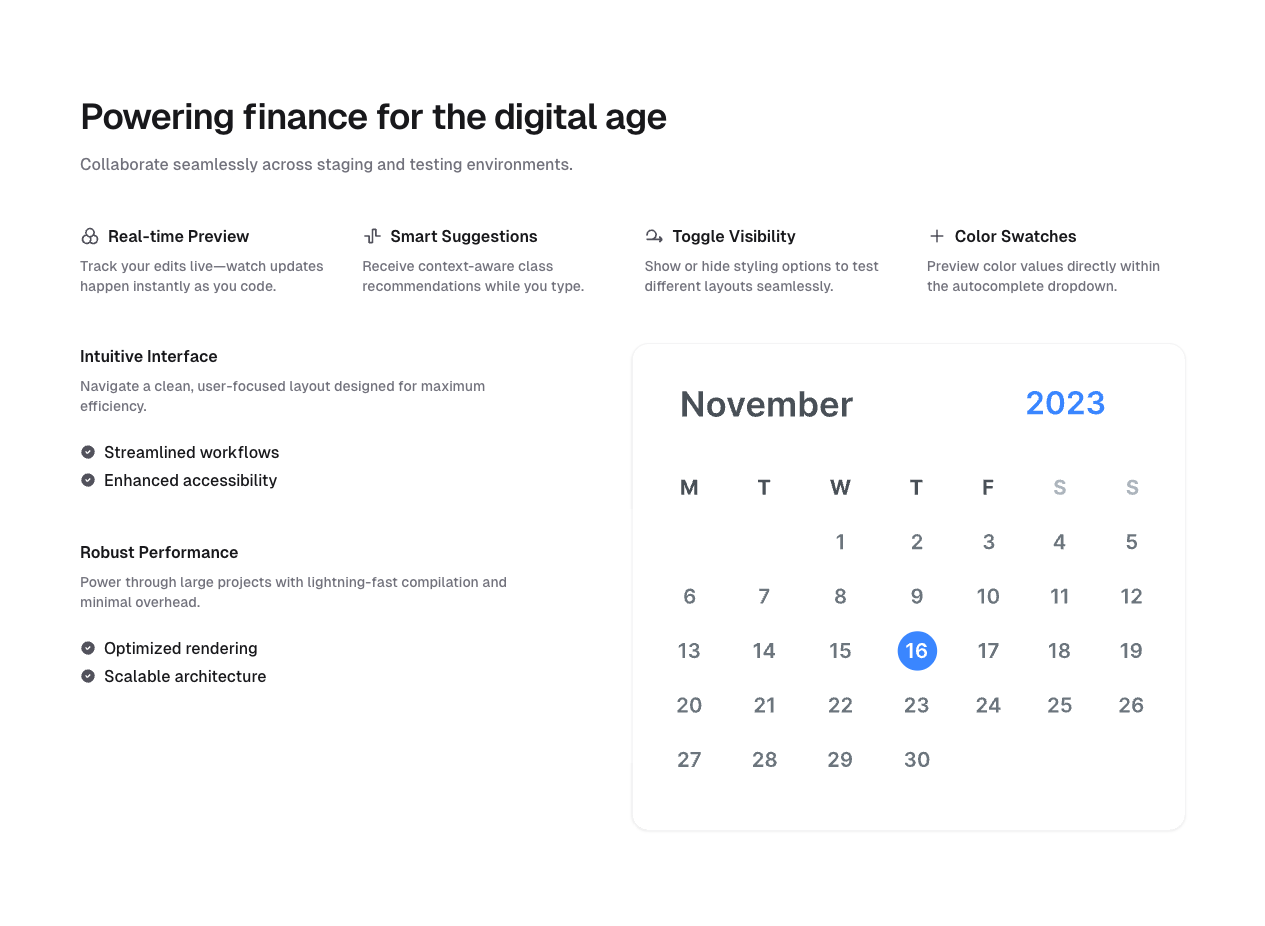 Powering finance for the digital age
Collaborate seamlessly across staging and testing environments.
Real-time Preview
Track your edits live—watch updates
happen instantly as you code.
Smart Suggestions
Receive context-aware class
recommendations while you type.
Toggle Visibility
Show or hide styling options to test
different layouts seamlessly.
Color Swatches
Preview color values directly within
the autocomplete dropdown.
Intuitive Interface
Navigate a clean, user-focused layout designed for maximum
efficiency.
Streamlined workflows
Enhanced accessibility
Robust Performance
Power through large projects with lightning-fast compilation and
minimal overhead.
Optimized rendering
Scalable architecture
November 2023
M T W T F S S
1 2 3 4 5
6 7 8 9 10 11 12
13 14 15 16 17 18 19
20 21 22 23 24 25 26
27 28 29 30